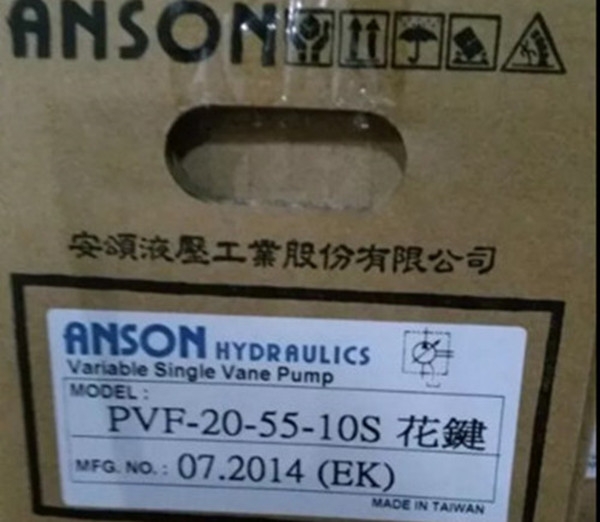 ANSON
安頌液壓工業股份有限公司
ANSON HYDRAULICS
Variable Single Vane Pump
MODEL :
PVF-20-55-10S 花鍵
MFG. NO. : 07.2014 (EK)
MADE IN TAIWAN